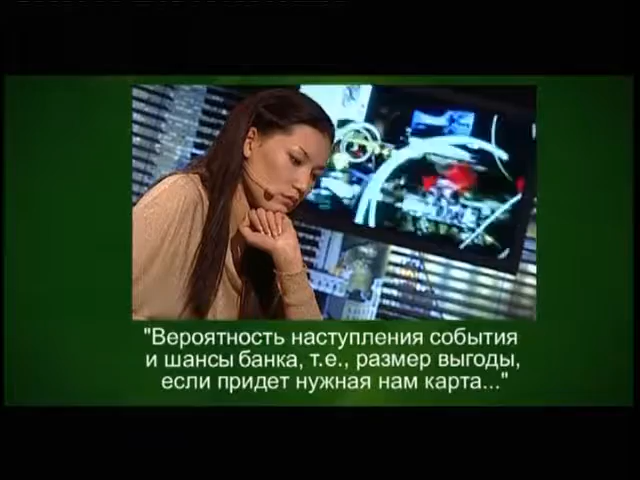 "Вероятность наступления события
и шансы банка, т.е., размер выгоды,
если придет нужная нам карта..."